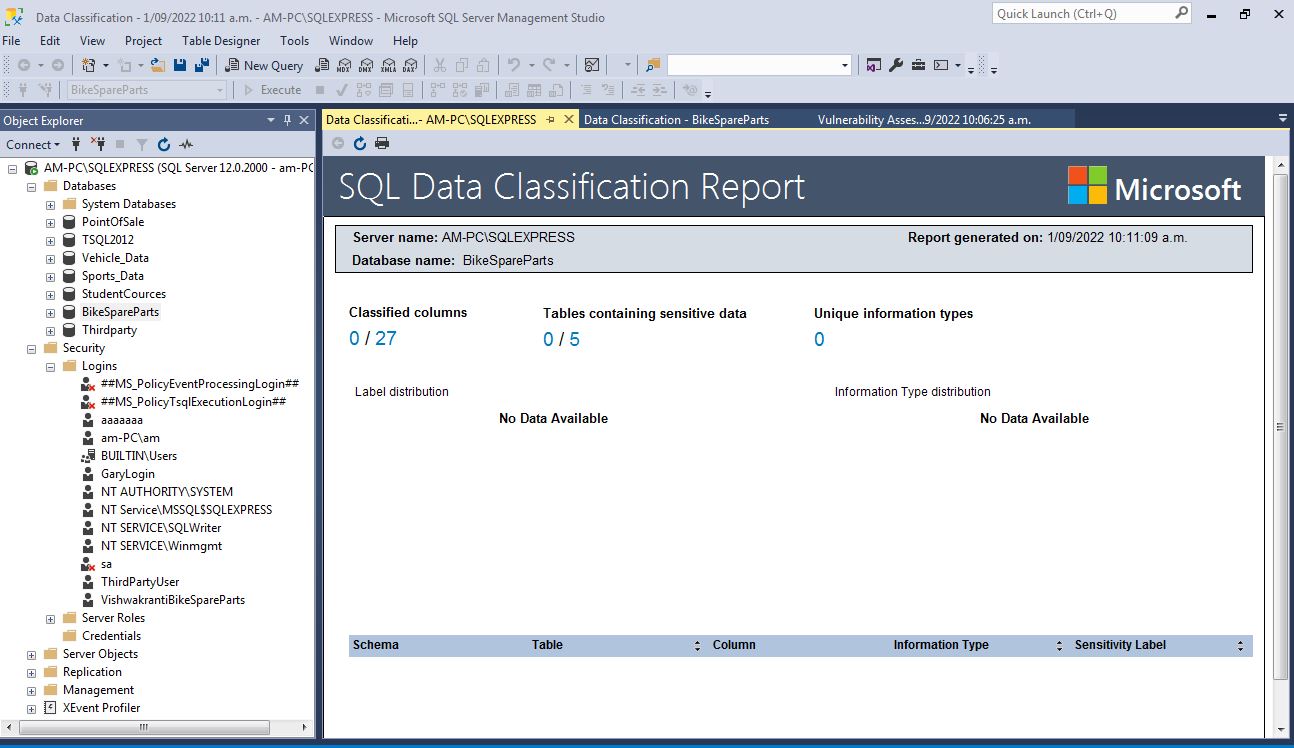 Data Classification - 1/09/2022 10:11 a.m. - AM-PC\SQLEXPRESS - Microsoft SQL Server Management Studio
Quick Launch (Ctrl+Q)
File Edit View Project Table Designer Tools Window Help
New Query MDX DMX XMLA DAX
BikeSpareParts Execute
Object Explorer
Connect
AM-PC\SQLEXPRESS (SQL Server 12.0.2000 - am-PC
Databases
System Databases
PointOfSale
TSQL2012
Vehicle_Data
Sports_Data
StudentCources
BikeSpareParts
Thirdparty
Security
Logins
##MS_PolicyEventProcessingLogin##
##MS_PolicyTsqlExecutionLogin##
aaaaaaa
am-PC\am
BUILTIN\Users
GaryLogin
NT AUTHORITY\SYSTEM
NT Service\MSSQL$SQLEXPRESS
NT SERVICE\SQLWriter
NT SERVICE\Winmgmt
sa
ThirdPartyUser
VishwakrantiBikeSpareParts
Server Roles
Credentials
Server Objects
Replication
Management
XEvent Profiler
Data Classificati...- AM-PC\SQLEXPRESS Data Classification - BikeSpareParts Vulnerability Asses...9/2022 10:06:25 a.m.
SQL Data Classification Report Microsoft
Server name: AM-PC\SQLEXPRESS Report generated on: 1/09/2022 10:11:09 a.m.
Database name: BikeSpareParts
Classified columns Tables containing sensitive data Unique information types
0 / 27 0 / 5 0
Label distribution Information Type distribution
No Data Available No Data Available
Schema Table Column Information Type Sensitivity Label